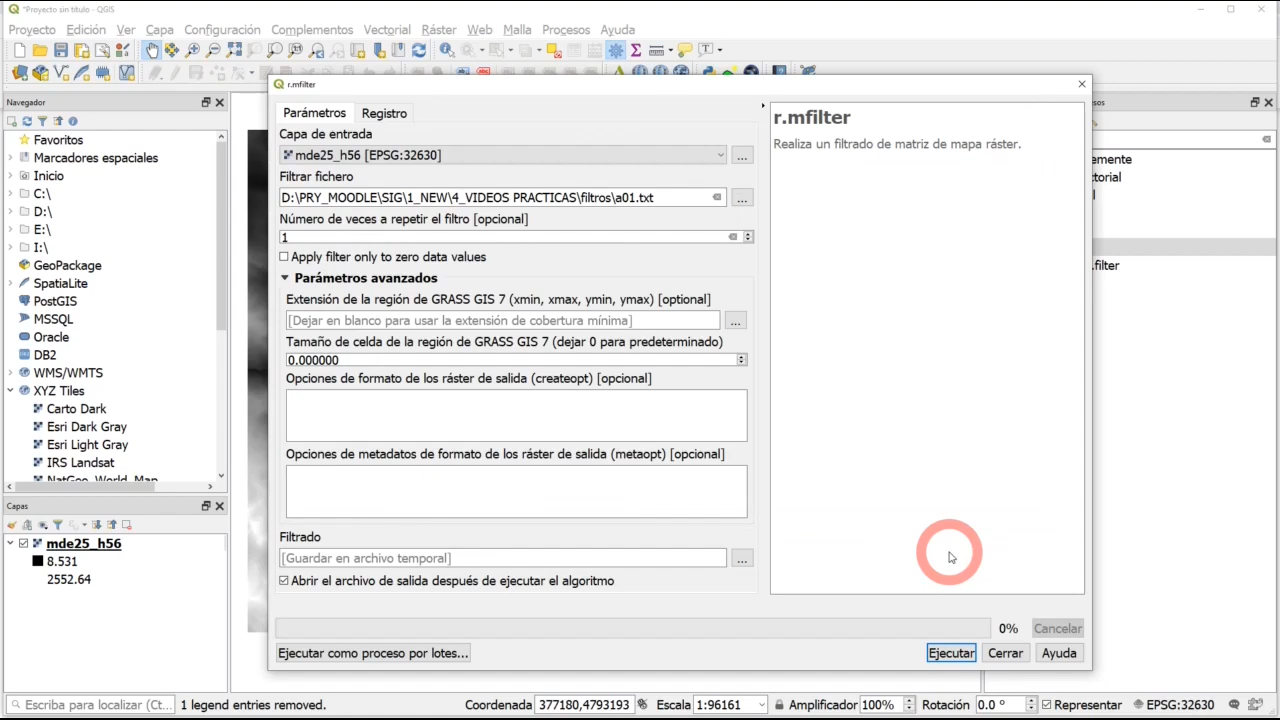 *Proyecto sin título - QGIS
Proyecto Edición Ver Capa Configuración Complementos Vectorial Ráster Web Malla Procesos Ayuda
Navegador
Favoritos
Marcadores espaciales
Inicio
C:\
D:\
E:\
I:\
GeoPackage
SpatiaLite
PostGIS
MSSQL
Oracle
DB2
WMS/WMTS
XYZ Tiles
Carto Dark
Esri Dark Gray
Esri Light Gray
IRS Landsat
NatGeo_World_Map
Capas
mde25_h56
8.531
2552.64
r.mfilter
Parámetros Registro
Capa de entrada
mde25_h56 [EPSG:32630]
...
Filtrar fichero
D:\PRY_MOODLE\SIG\1_NEW\4_VIDEOS PRACTICAS\filtros\a01.txt
...
Número de veces a repetir el filtro [opcional]
1
Apply filter only to zero data values
Parámetros avanzados
Extensión de la región de GRASS GIS 7 (xmin, xmax, ymin, ymax) [optional]
[Dejar en blanco para usar la extensión de cobertura mínima]
...
Tamaño de celda de la región de GRASS GIS 7 (dejar 0 para predeterminado)
0.000000
Opciones de formato de los ráster de salida (createopt) [opcional]
Opciones de metadatos de formato de los ráster de salida (metaopt) [opcional]
Filtrado
[Guardar en archivo temporal]
...
Abrir el archivo de salida después de ejecutar el algoritmo
r.mfilter
Realiza un filtrado de matriz de mapa ráster.
0% Cancelar
Ejecutar como proceso por lotes... Ejecutar Cerrar Ayuda
.filter
Escriba para localizar (Ct... 1 legend entries removed. Coordenada 377180,4793193 Escala 1:96161 Amplificador 100% Rotación 0.0 ° Representar EPSG:32630